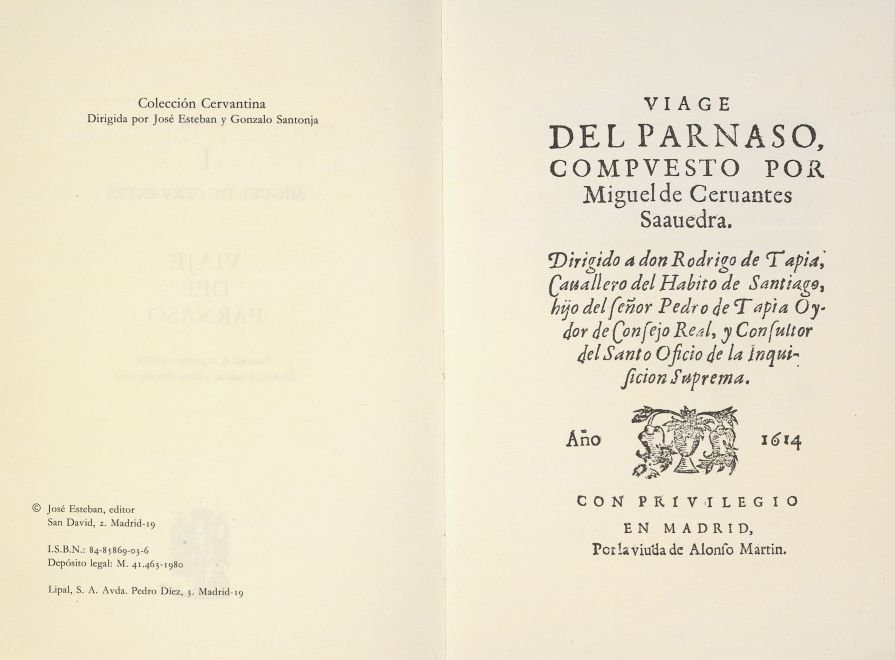 Colección Cervantina
Dirigida por José Esteban y Gonzalo Santonja
© José Esteban, editor
San David, 2. Madrid-19
I.S.B.N.: 84-85869-03-6
Depósito legal: M. 41.463-1980
Lipal, S. A. Avda. Pedro Díez, 3. Madrid-19
VIAGE
DEL PARNASO,
COMPVESTO POR
Miguel de Ceruantes
Saauedra.
Dirigido a don Rodrigo de Tapia,
Cauallero del Habito de Santiago,
hijo del ſeñor Pedro de Tapia Oy-
dor de Conſejo Real, y Conſultor
del Santo Oficio de la Inqui-
ſicion Suprema.
Año 1614
CON PRIVILEGIO
EN MADRID,
Por la viuda de Alonſo Martin.